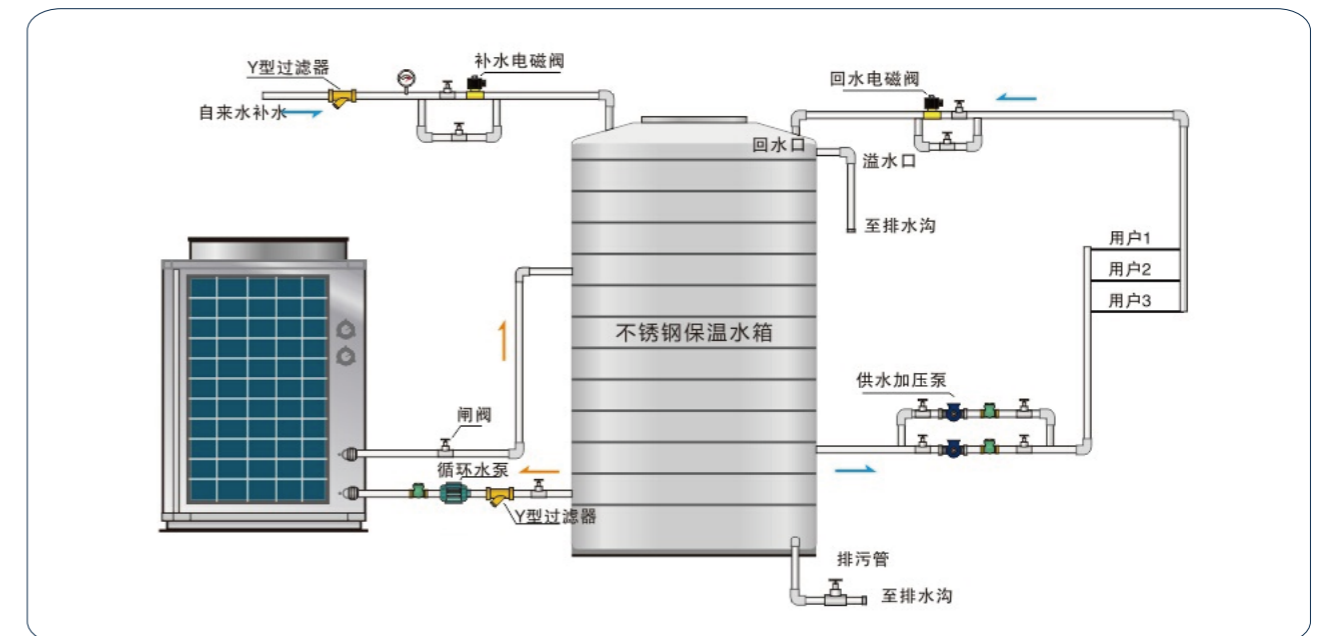 Y型过滤器
补水电磁阀
自来水补水
回水电磁阀
回水口
溢水口
至排水沟
用户1
用户2
用户3
不锈钢保温水箱
供水加压泵
闸阀
循环水泵
Y型过滤器
排污管
至排水沟